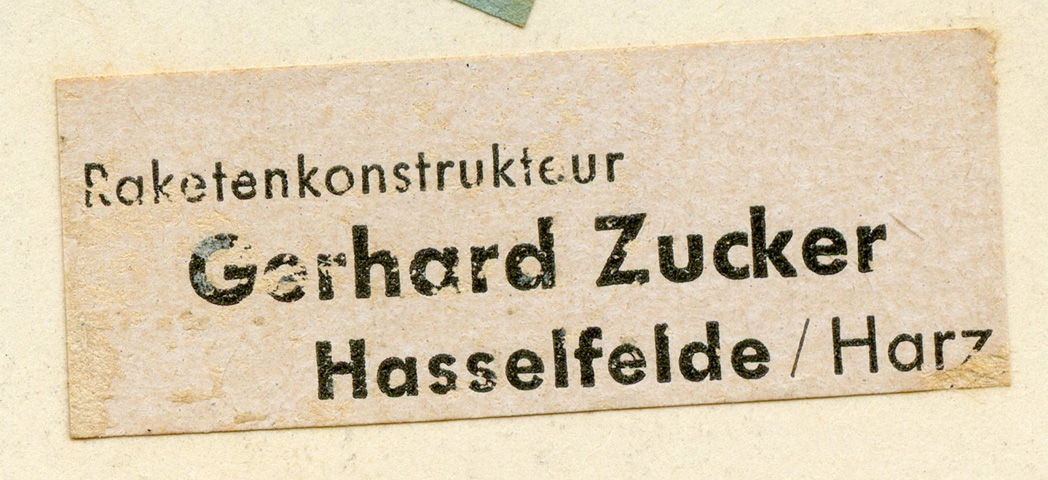 Raketenkonstrukteur
Gerhard Zucker
Hasselfelde / Harz